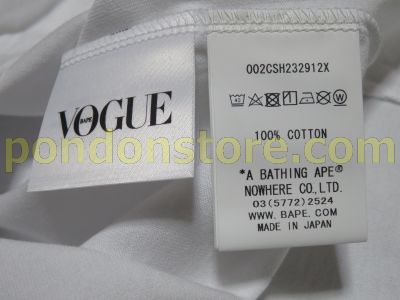 002CSH232912X
VOGUE
BAPE
100% COTTON
pondonstore.com
*A BATHING APE®
NOWHERE CO.,LTD.
03(5772)2524
WWW.BAPE.COM
MADE IN JAPAN